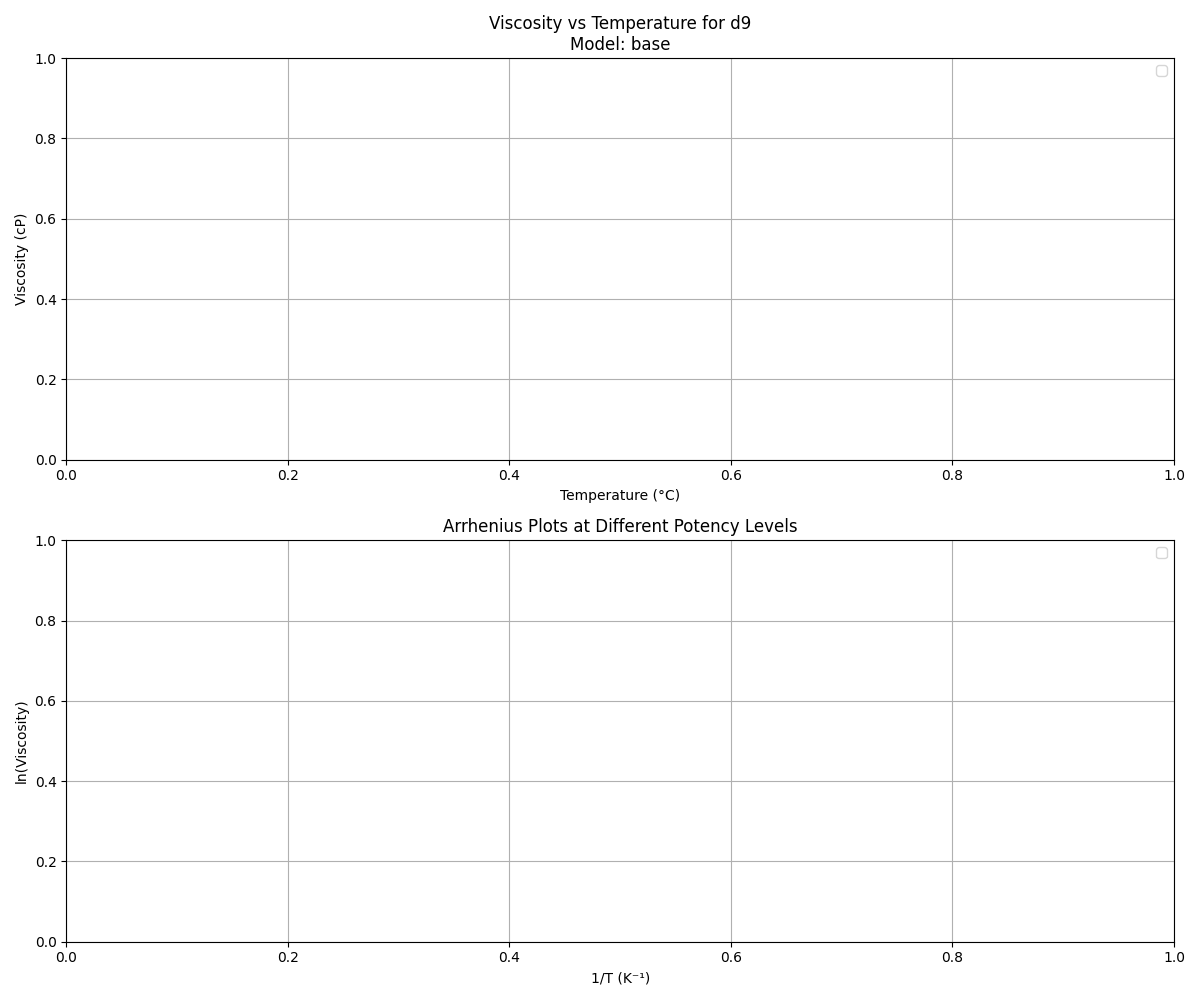 Viscosity vs Temperature for d9
Model: base
1.0
0.8
0.6
0.4
0.2
0.0
Viscosity (cP)
0.0 0.2 0.4 0.6 0.8 1.0
Temperature (°C)
Arrhenius Plots at Different Potency Levels
1.0
0.8
0.6
0.4
0.2
0.0
ln(Viscosity)
0.0 0.2 0.4 0.6 0.8 1.0
1/T (K⁻¹)